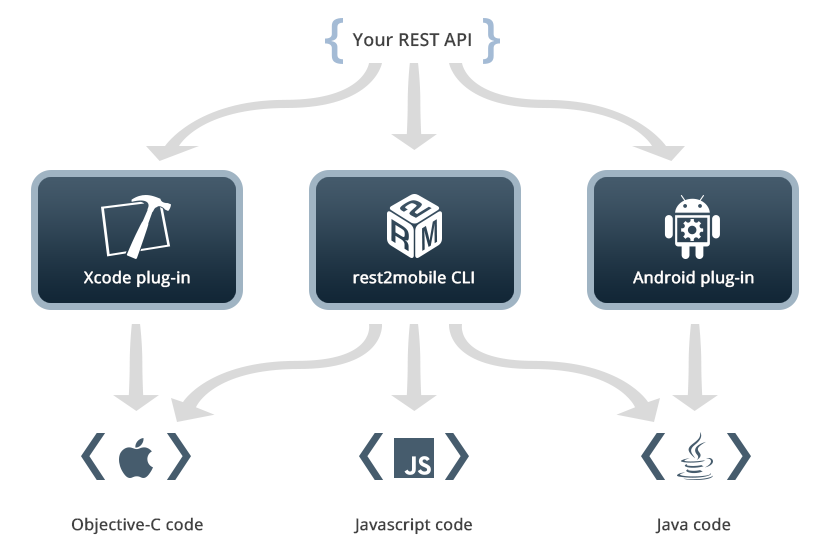 { Your REST API }
2
R M
Xcode plug-in
rest2mobile CLI
Android plug-in
JS
Objective-C code
Javascript code
Java code